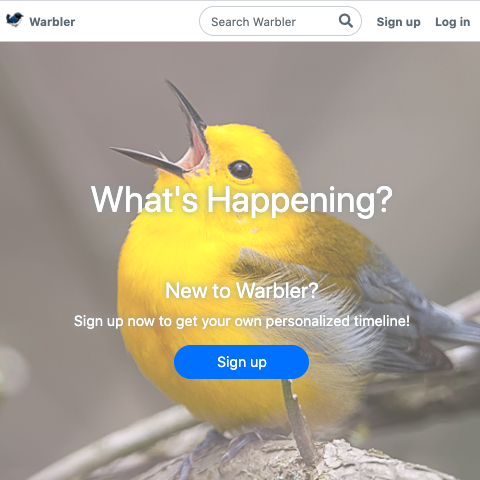 Warbler
Search Warbler
Sign up
Log in
What's Happening?
New to Warbler?
Sign up now to get your own personalized timeline!
Sign up